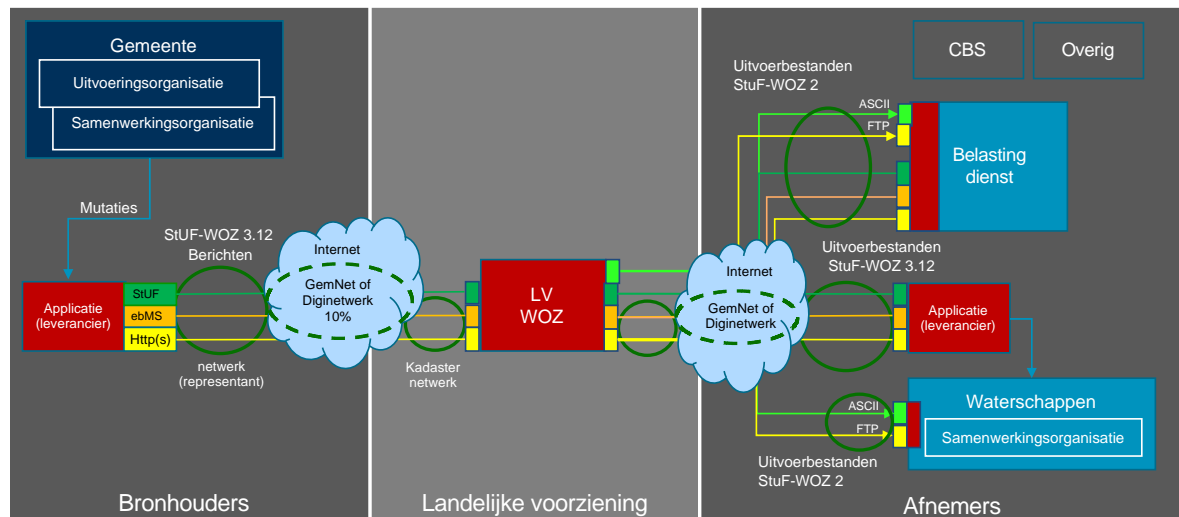 Gemeente
Uitvoeringsorganisatie
Samenwerkingsorganisatie
Mutaties
StUF-WOZ 3.12
Berichten
Applicatie
(leverancier)
StUF
ebMS
Http(s)
netwerk
(representant)
Internet
GemNet of
Diginetwerk
10%
Kadaster
netwerk
LV
WOZ
Internet
GemNet of
Diginetwerk
CBS
Overig
Uitvoerbestanden
StuF-WOZ 2
ASCII
FTP
Belasting
dienst
Uitvoerbestanden
StuF-WOZ 3.12
Applicatie
(leverancier)
Waterschappen
Samenwerkingsorganisatie
ASCII
FTP
Uitvoerbestanden
StuF-WOZ 2
Bronhouders
Landelijke voorziening
Afnemers